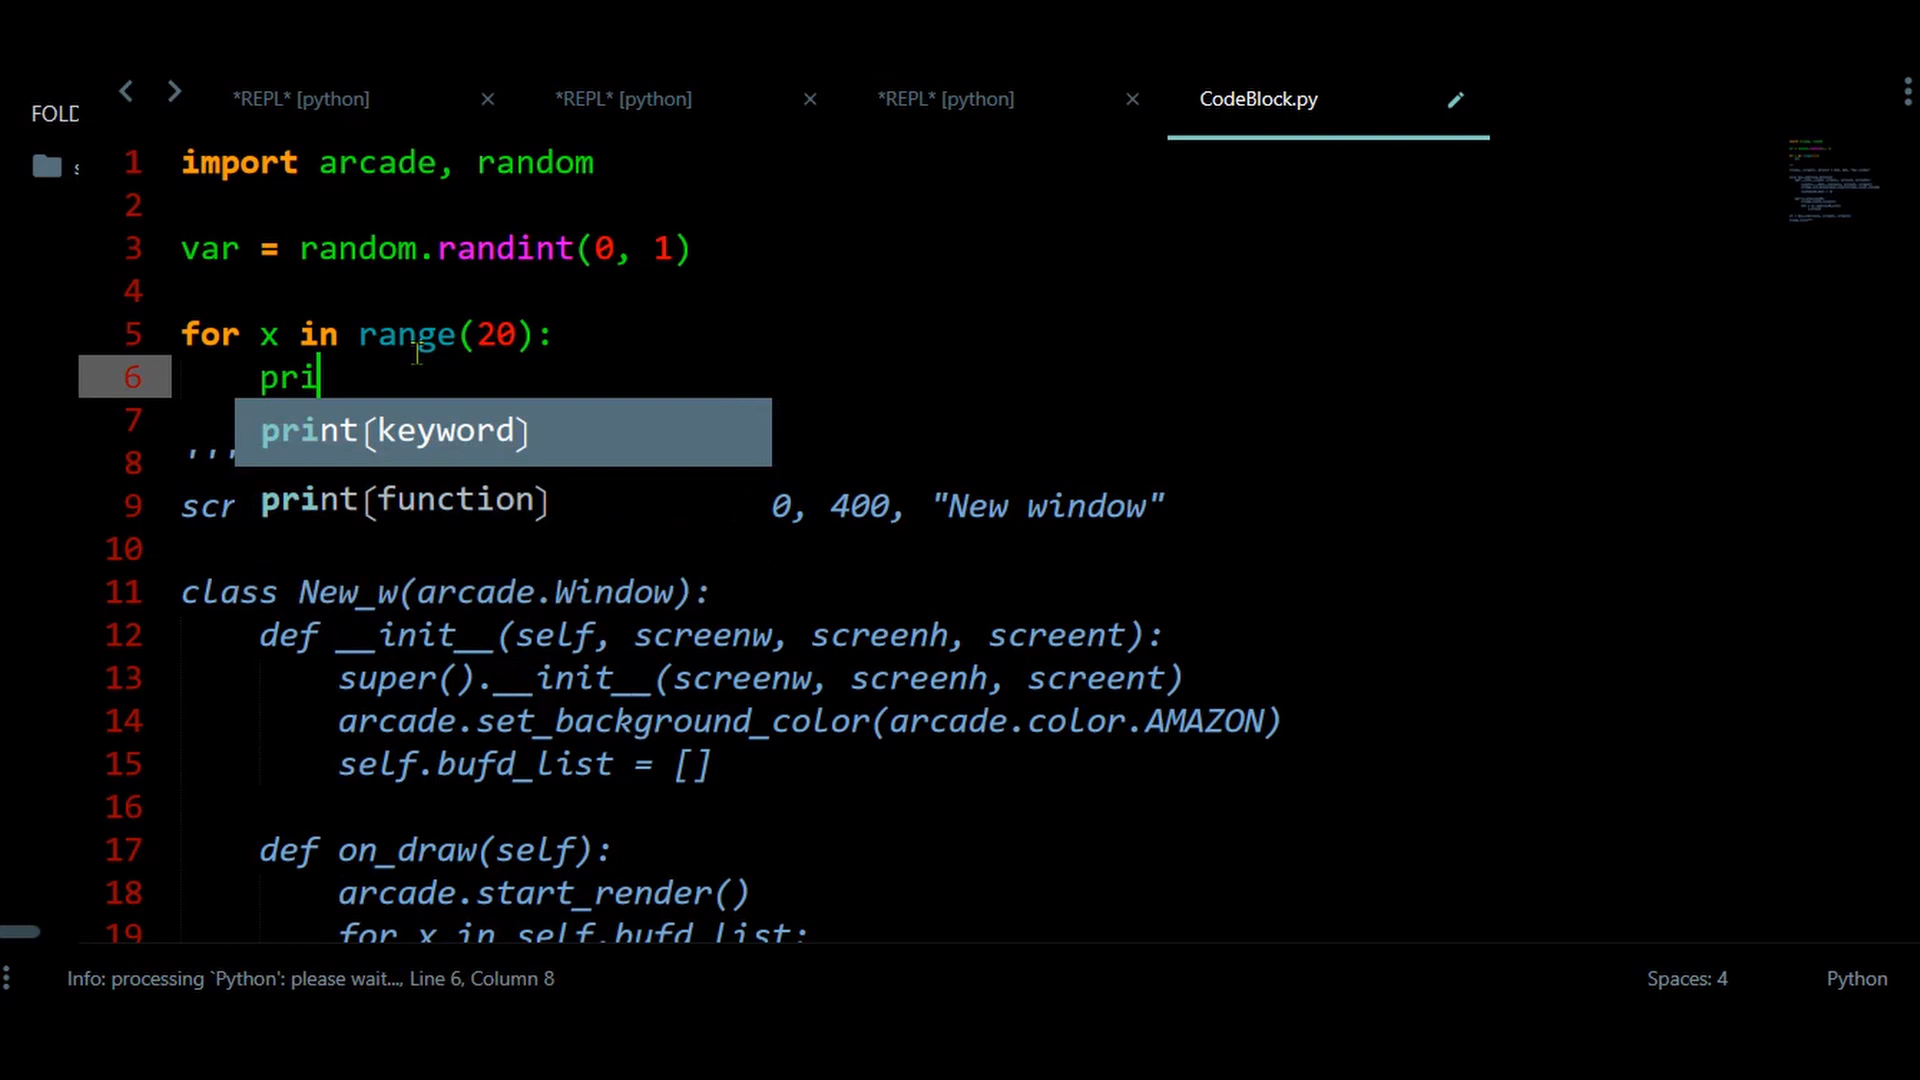 *REPL* [python]
*REPL* [python]
*REPL* [python]
CodeBlock.py
FOLD
s
1 import arcade, random
2
3 var = random.randint(0, 1)
4
5 for x in range(20):
6 pri
7
print(keyword)
8 '''
9 scr 0, 400, "New window"
print(function)
10
11 class New_w(arcade.Window):
12 def __init__(self, screenw, screenh, screent):
13 super().__init__(screenw, screenh, screent)
14 arcade.set_background_color(arcade.color.AMAZON)
15 self.bufd_list = []
16
17 def on_draw(self):
18 arcade.start_render()
19 for x in self.bufd_list:
Info: processing `Python': please wait..., Line 6, Column 8
Spaces: 4
Python